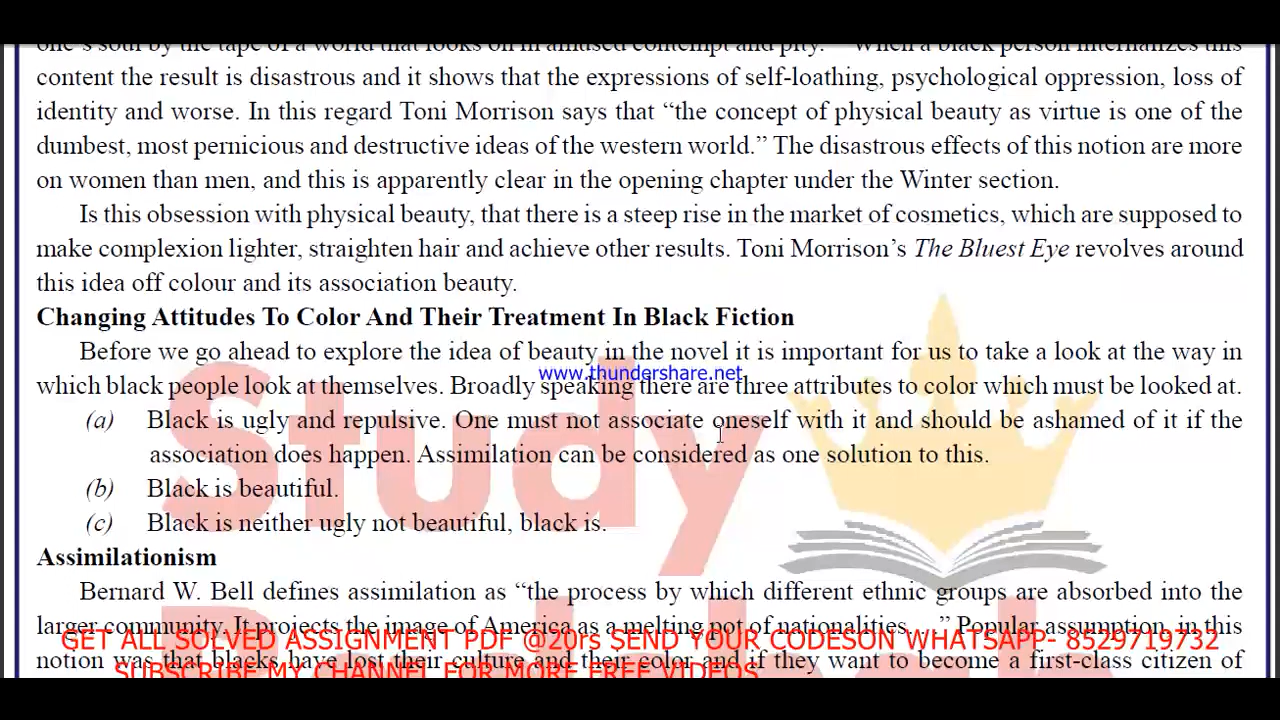 one's soul by the tape of a world that looks on in amused contempt and pity." When a black person internalizes this
content the result is disastrous and it shows that the expressions of self-loathing, psychological oppression, loss of
identity and worse. In this regard Toni Morrison says that “the concept of physical beauty as virtue is one of the
dumbest, most pernicious and destructive ideas of the western world.” The disastrous effects of this notion are more
on women than men, and this is apparently clear in the opening chapter under the Winter section.
Is this obsession with physical beauty, that there is a steep rise in the market of cosmetics, which are supposed to
make complexion lighter, straighten hair and achieve other results. Toni Morrison’s The Bluest Eye revolves around
this idea off colour and its association beauty.
Changing Attitudes To Color And Their Treatment In Black Fiction
Before we go ahead to explore the idea of beauty in the novel it is important for us to take a look at the way in
www.thundershare.net
which black people look at themselves. Broadly speaking there are three attributes to color which must be looked at.
(a) Black is ugly and repulsive. One must not associate oneself with it and should be ashamed of it if the
association does happen. Assimilation can be considered as one solution to this.
(b) Black is beautiful.
(c) Black is neither ugly not beautiful, black is.
Study
Assimilationism
Bernard W. Bell defines assimilation as “the process by which different ethnic groups are absorbed into the
larger community. It projects the image of America as a melting pot of nationalities. ...” Popular assumption, in this
GET ALL SOLVED ASSIGNMENT PDF @20rs SEND YOUR CODESON WHATSAPP- 8529719732
notion was that blacks have lost their culture and their color and if they want to become a first-class citizen of
SUBSCRIBE MY CHANNEL FOR MORE FREE VIDEOS